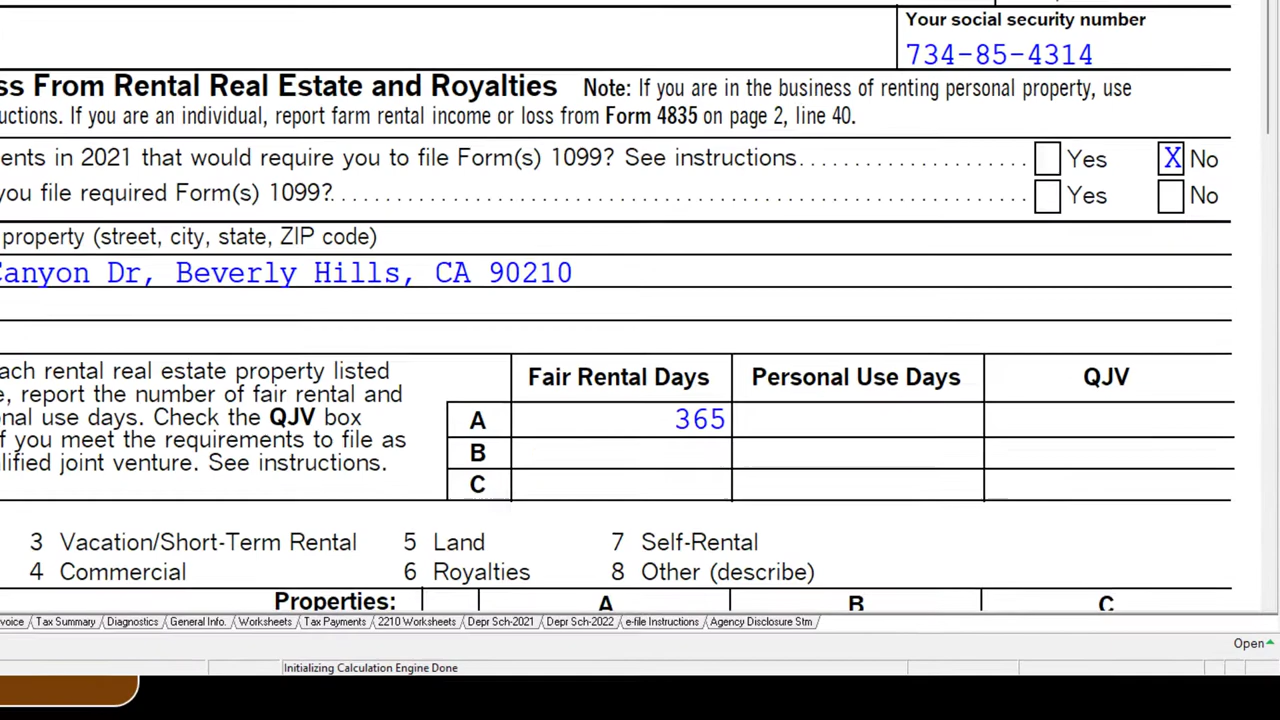 Your social security number
734-85-4314
ss From Rental Real Estate and Royalties Note: If you are in the business of renting personal property, use
uctions. If you are an individual, report farm rental income or loss from Form 4835 on page 2, line 40.
ents in 2021 that would require you to file Form(s) 1099? See instructions Yes X No
you file required Form(s) 1099? Yes No
property (street, city, state, ZIP code)
Canyon Dr, Beverly Hills, CA 90210
ach rental real estate property listed
e, report the number of fair rental and
onal use days. Check the QJV box
f you meet the requirements to file as
alified joint venture. See instructions.
Fair Rental Days Personal Use Days QJV
A 365
B
C
3 Vacation/Short-Term Rental 5 Land 7 Self-Rental
4 Commercial 6 Royalties 8 Other (describe)
Properties: A B C
voice Tax Summary Diagnostics General Info. Worksheets Tax Payments 2210 Worksheets Depr Sch-2021 Depr Sch-2022 e-file Instructions Agency Disclosure Stm
Open
Initializing Calculation Engine Done